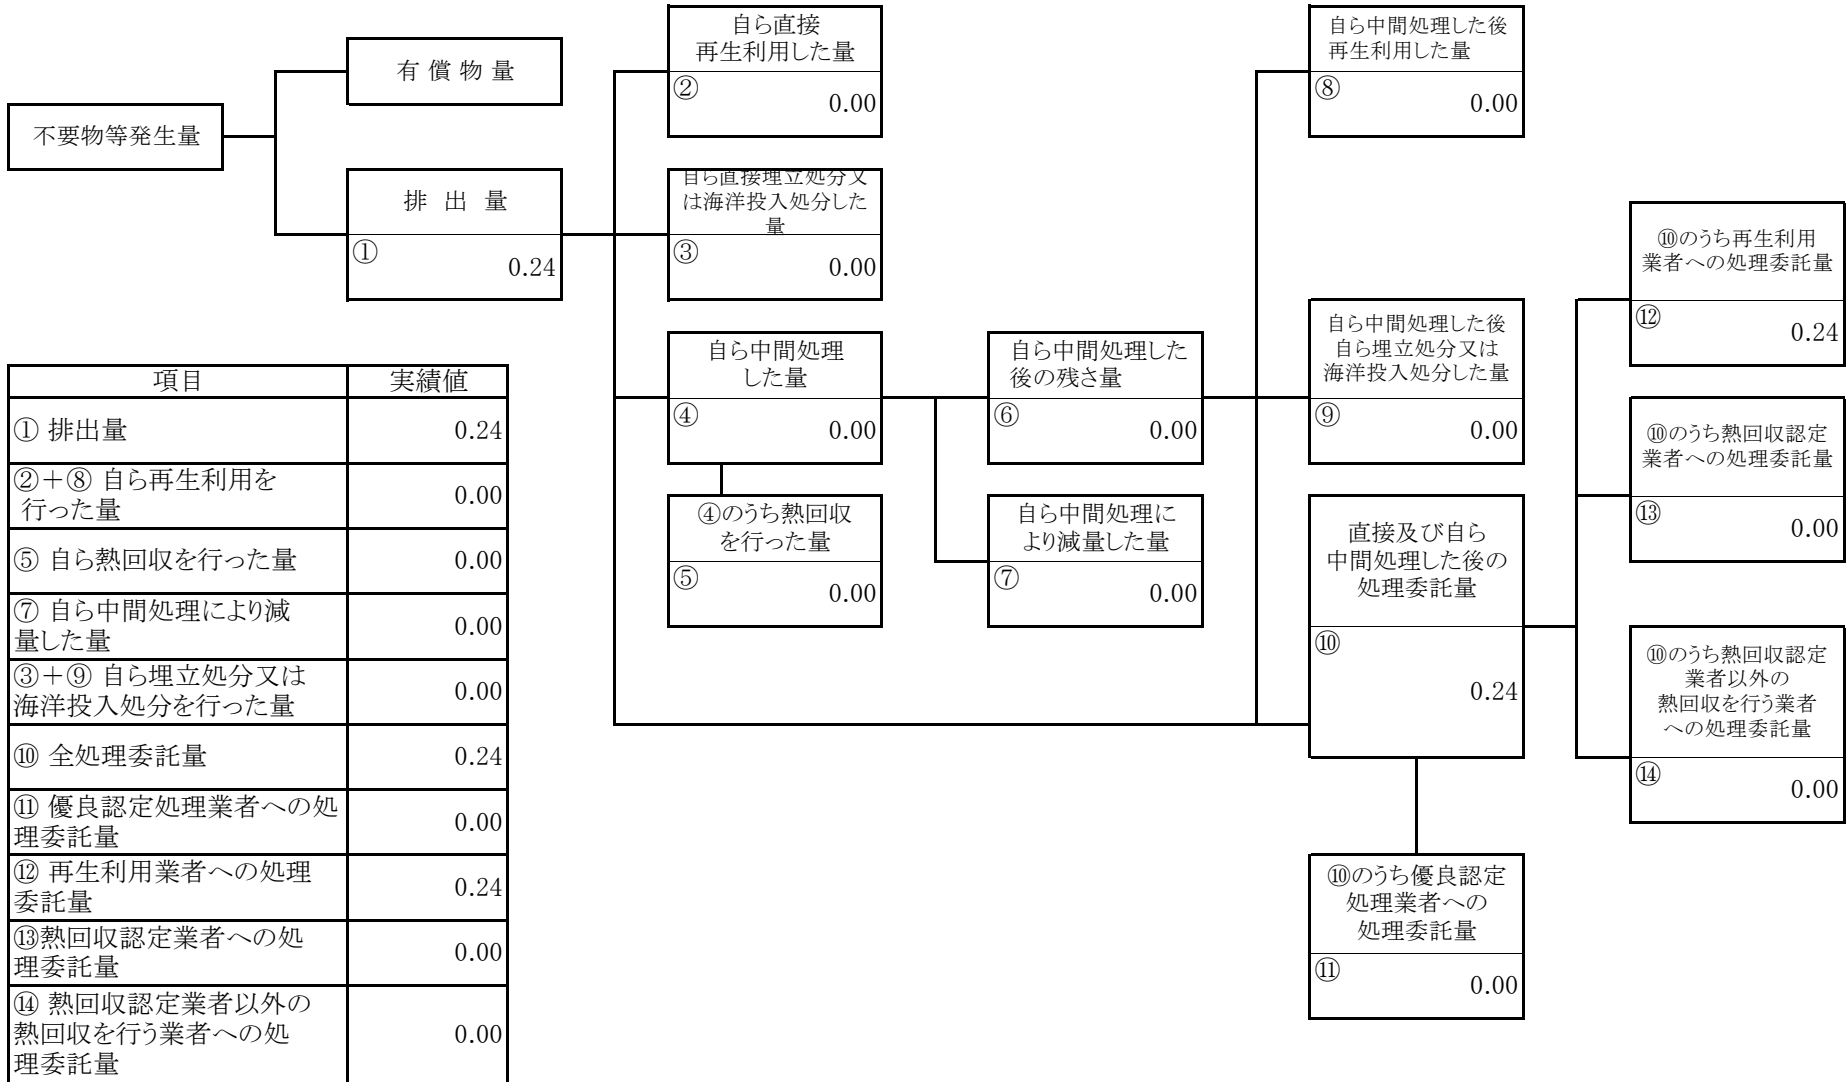 不要物等発生量
有 償 物 量
排 出 量
①
0.24
自ら直接
再生利用した量
②
0.00
自ら直接埋立処分又
は海洋投入処分した
量
③
0.00
自ら中間処理
した量
④
0.00
④のうち熱回収
を行った量
⑤
0.00
自ら中間処理した
後の残さ量
⑥
0.00
自ら中間処理に
より減量した量
⑦
0.00
自ら中間処理した後
再生利用した量
⑧
0.00
自ら中間処理した後
自ら埋立処分又は
海洋投入処分した量
⑨
0.00
直接及び自ら
中間処理した後の
処理委託量
⑩
0.24
⑩のうち優良認定
処理業者への
処理委託量
⑪
0.00
⑩のうち再生利用
業者への処理委託量
⑫
0.24
⑩のうち熱回収認定
業者への処理委託量
⑬
0.00
⑩のうち熱回収認定
業者以外の
熱回収を行う業者
への処理委託量
⑭
0.00
項目 実績値
① 排出量 0.24
②＋⑧ 自ら再生利用を
行った量 0.00
⑤ 自ら熱回収を行った量 0.00
⑦ 自ら中間処理により減
量した量 0.00
③＋⑨ 自ら埋立処分又は
海洋投入処分を行った量 0.00
⑩ 全処理委託量 0.24
⑪ 優良認定処理業者への処
理委託量 0.00
⑫ 再生利用業者への処理
委託量 0.24
⑬熱回収認定業者への処
理委託量 0.00
⑭ 熱回収認定業者以外の
熱回収を行う業者への処
理委託量 0.00